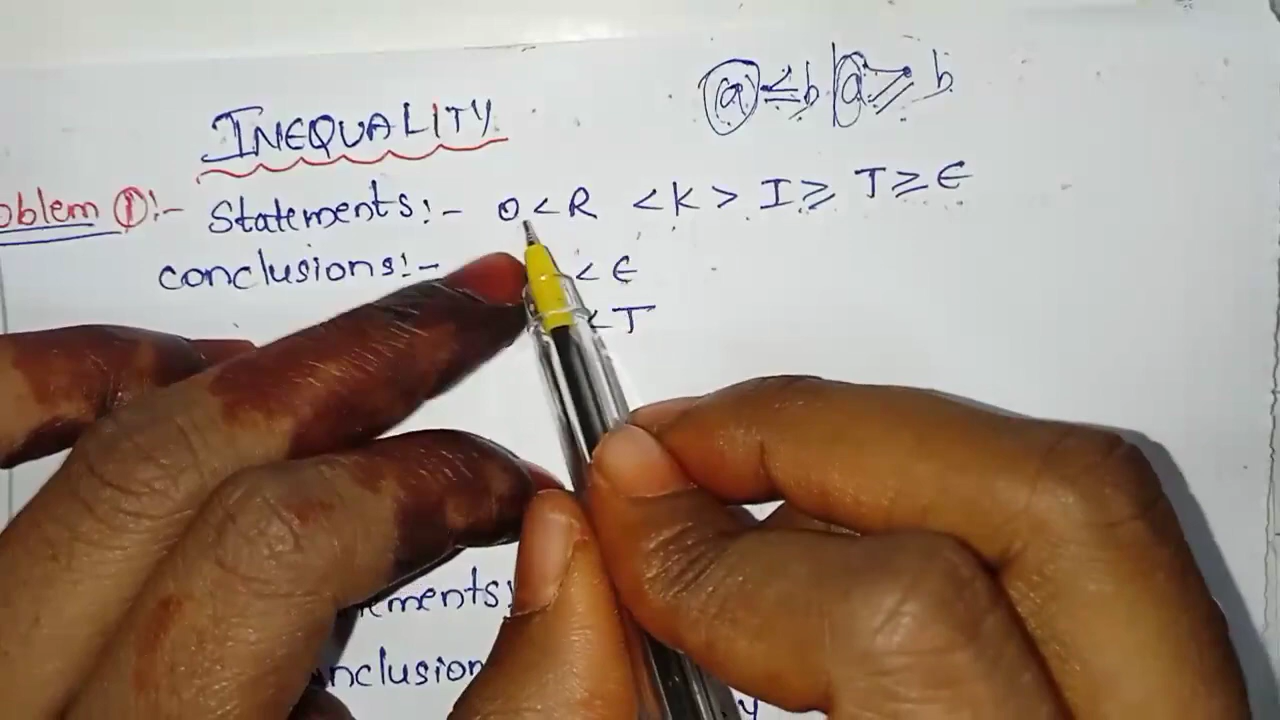 a ≤ b | a ≥ b
INEQUALITY
oblem ①:- Statements:- O < R < K > I ≥ T ≥ E
conclusions:- < E
< T
ements:
nclusion
y